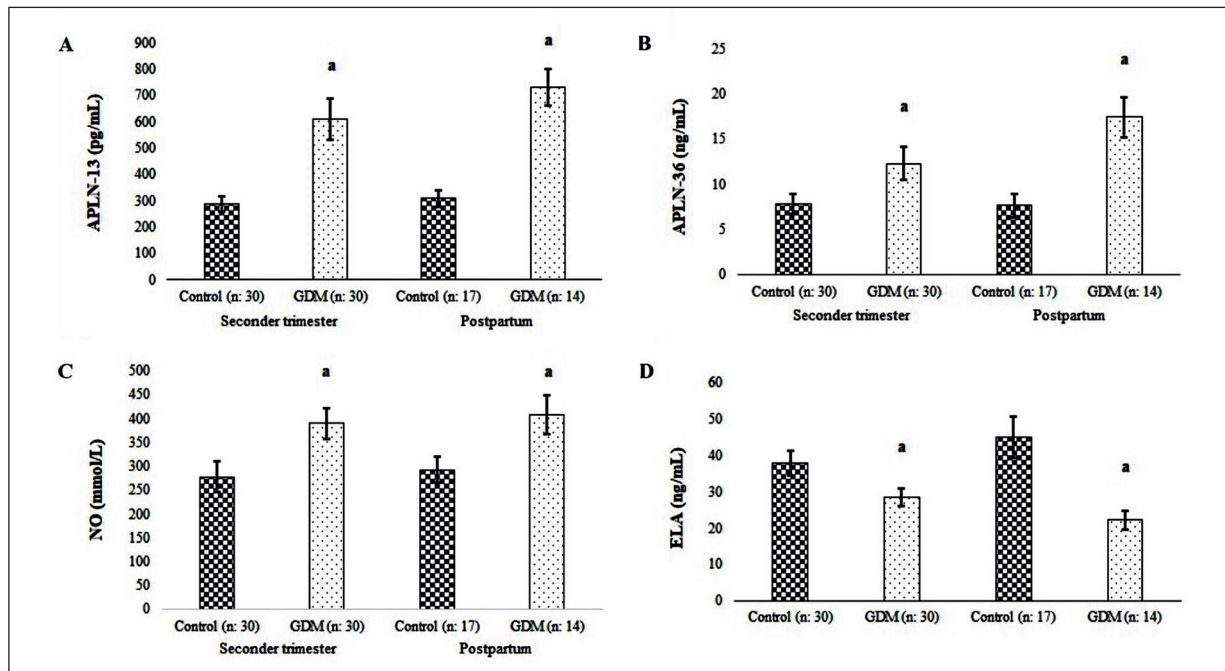 A
APLN-13 (pg/mL)
900
800
700
600
500
400
300
200
100
0
a
a
Control (n: 30) GDM (n: 30) Control (n: 17) GDM (n: 14)
Seconder trimester Postpartum
B
APLN-36 (ng/mL)
25
20
15
10
5
0
a
a
Control (n: 30) GDM (n: 30) Control (n: 17) GDM (n: 14)
Seconder trimester Postpartum
C
NO (mmol/L)
500
450
400
350
300
250
200
150
100
50
0
a
a
Control (n: 30) GDM (n: 30) Control (n: 17) GDM (n: 14)
Seconder trimester Postpartum
D
ELA (ng/mL)
60
50
40
30
20
10
0
a
a
Control (n: 30) GDM (n: 30) Control (n: 17) GDM (n: 14)